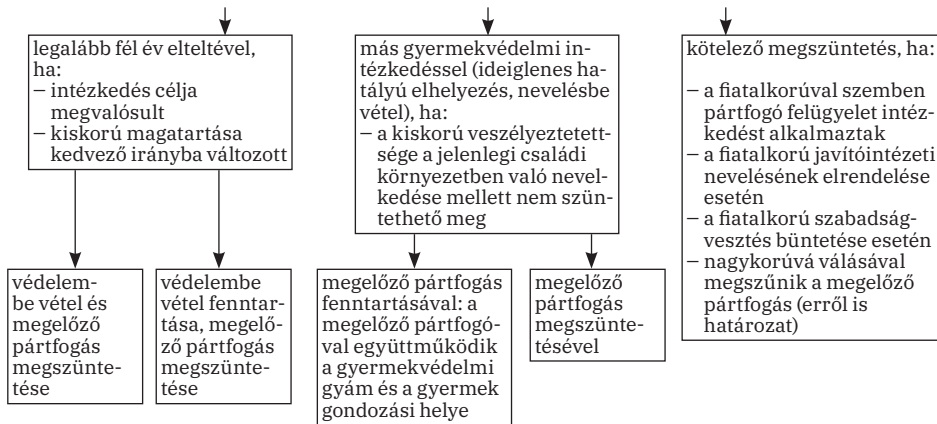 legalább fél év elteltével,
ha:
– intézkedés célja
megvalósult
– kiskorú magatartása
kedvező irányba változott
más gyermekvédelmi in-
tézkedéssel (ideiglenes ha-
tályú elhelyezés, nevelésbe
vétel), ha:
– a kiskorú veszélyeztetett-
sége a jelenlegi családi
környezetben való nevel-
kedése mellett nem szün-
tethető meg
kötelező megszüntetés, ha:
– a fiatalkorúval szemben
pártfogó felügyelet intéz-
kedést alkalmaztak
– a fiatalkorú javítóintézeti
nevelésének elrendelése
esetén
– a fiatalkorú szabadság-
vesztés büntetése esetén
– nagykorúvá válásával
megszűnik a megelőző
pártfogás (erről is
határozat)
védelem-
be vétel és
megelőző
pártfogás
megszünte-
tése
védelembe
vétel fenntar-
tása, megelő-
ző pártfogás
megszünte-
tése
megelőző pártfogás
fenntartásával: a
megelőző pártfogó-
val együttműködik
a gyermekvédelmi
gyám és a gyermek
gondozási helye
megelőző
pártfogás
megszünte-
tésével